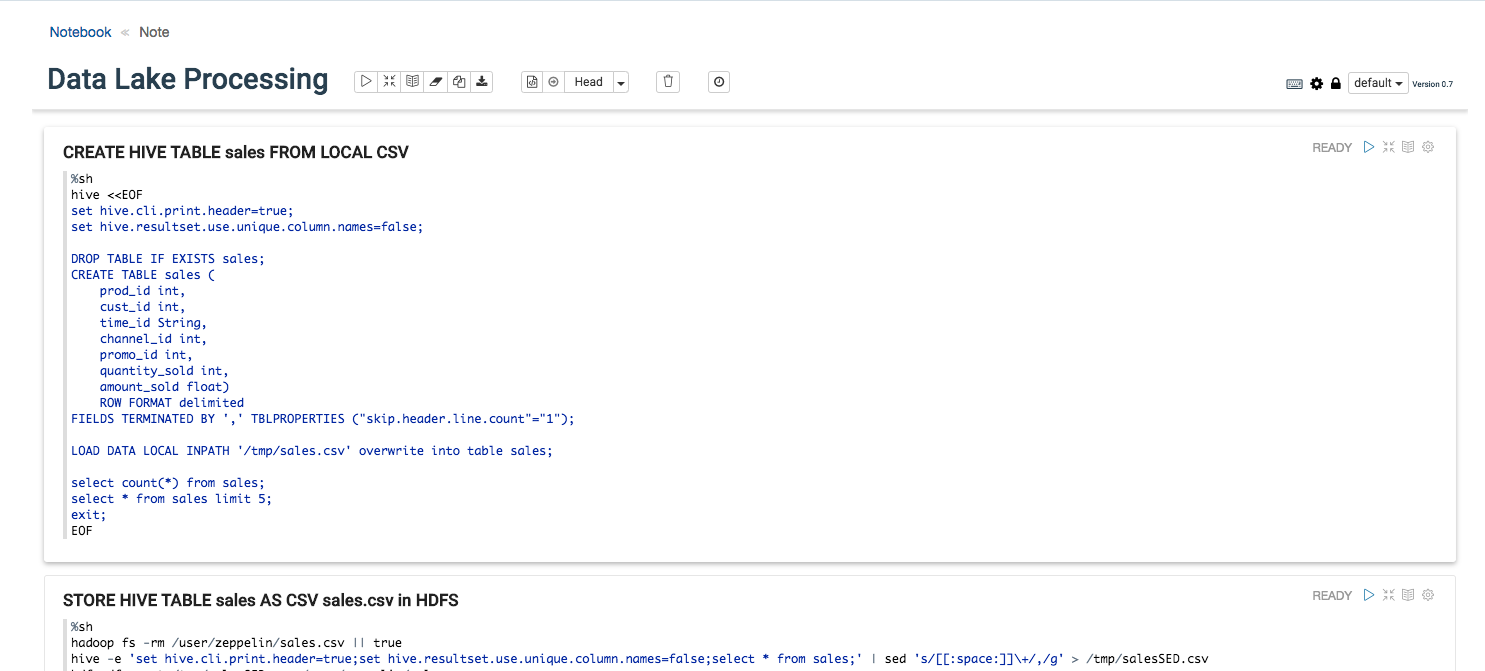 Notebook « Note
Data Lake Processing
Head
default
Version 0.7
CREATE HIVE TABLE sales FROM LOCAL CSV
READY
%sh
hive <<EOF
set hive.cli.print.header=true;
set hive.resultset.use.unique.column.names=false;
DROP TABLE IF EXISTS sales;
CREATE TABLE sales (
prod_id int,
cust_id int,
time_id String,
channel_id int,
promo_id int,
quantity_sold int,
amount_sold float)
ROW FORMAT delimited
FIELDS TERMINATED BY ',' TBLPROPERTIES ("skip.header.line.count"="1");
LOAD DATA LOCAL INPATH '/tmp/sales.csv' overwrite into table sales;
select count(*) from sales;
select * from sales limit 5;
exit;
EOF
STORE HIVE TABLE sales AS CSV sales.csv in HDFS
READY
%sh
hadoop fs -rm /user/zeppelin/sales.csv || true
hive -e 'set hive.cli.print.header=true;set hive.resultset.use.unique.column.names=false;select * from sales;' | sed 's/[[:space:]]\+/,/g' > /tmp/salesSED.csv